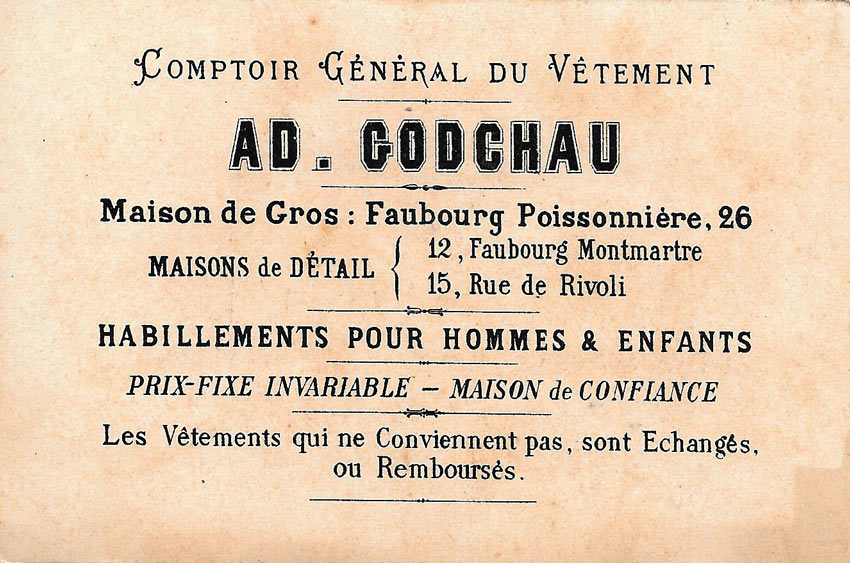 COMPTOIR GÉNÉRAL DU VÊTEMENT
AD. GODCHAU
Maison de Gros : Faubourg Poissonnière, 26
MAISONS de DÉTAIL { 12, Faubourg Montmartre
15, Rue de Rivoli
HABILLEMENTS POUR HOMMES & ENFANTS
PRIX-FIXE INVARIABLE – MAISON de CONFIANCE
Les Vêtements qui ne Conviennent pas, sont Echangés,
ou Remboursés.